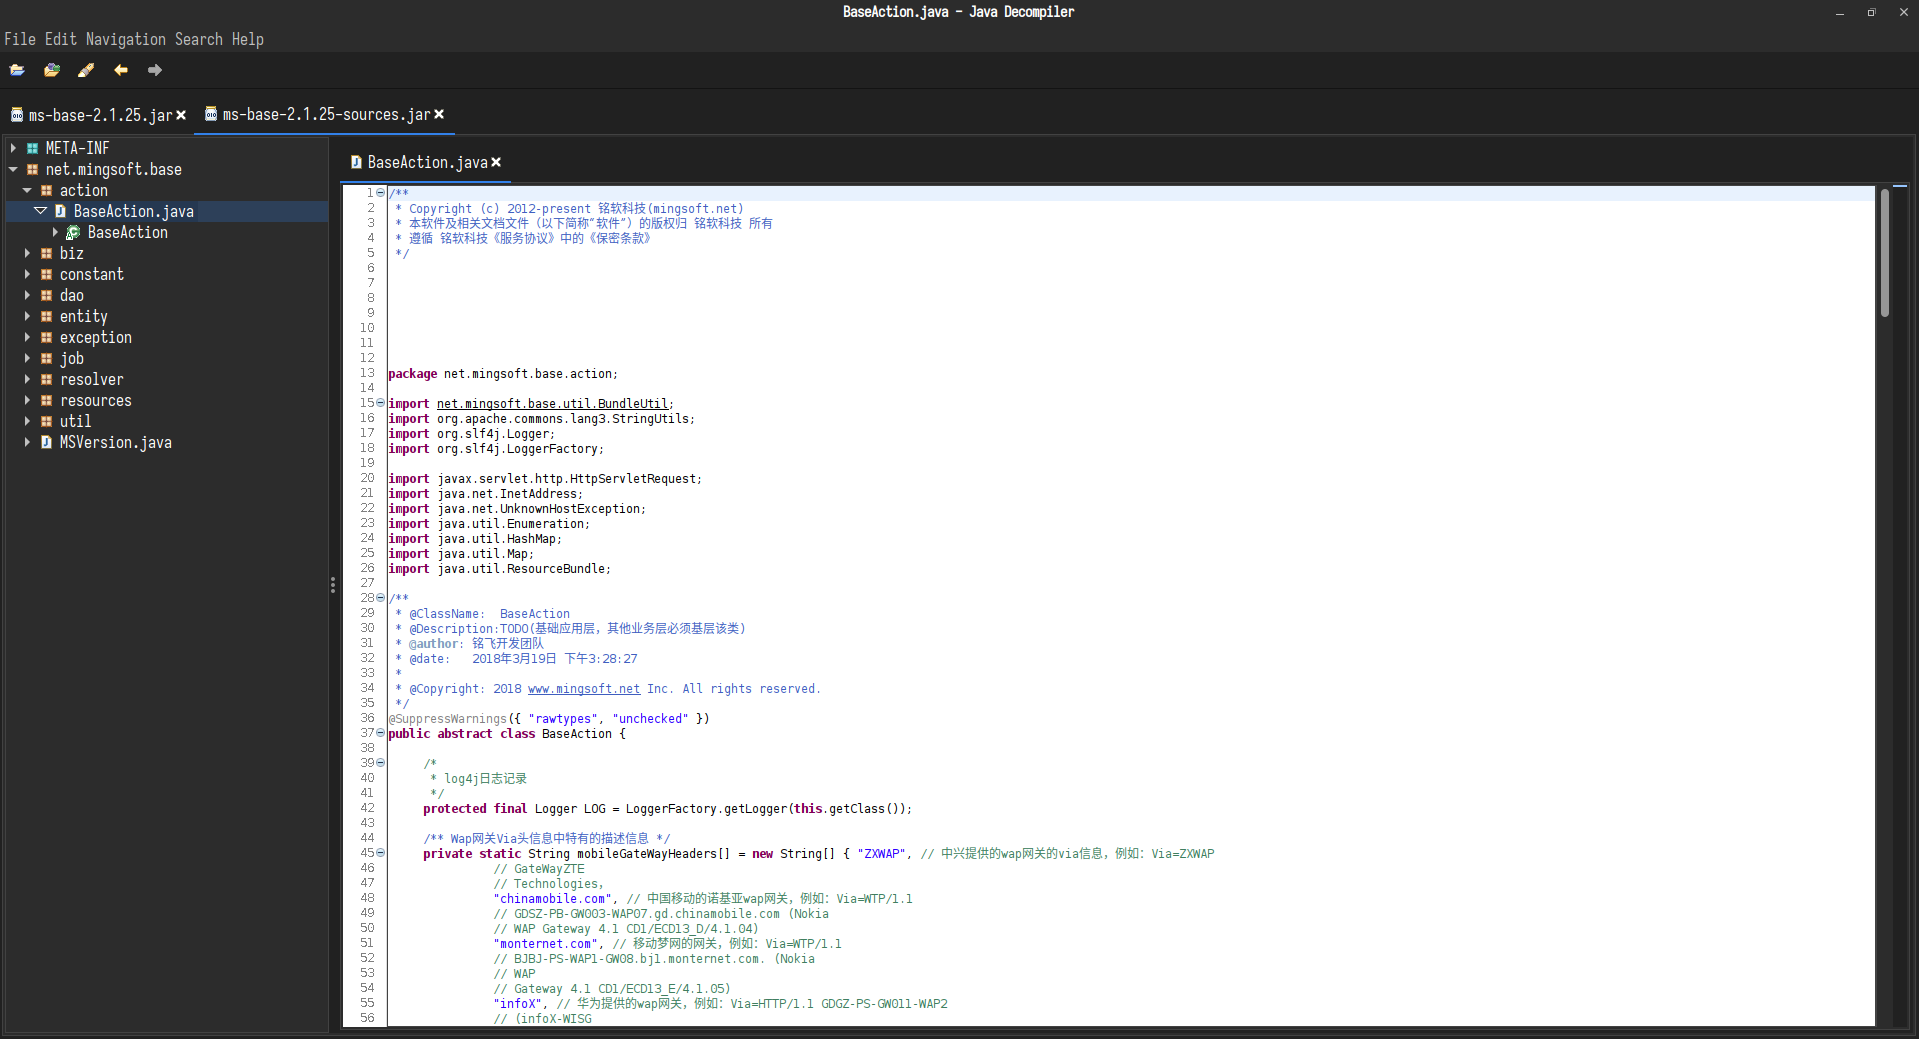 BaseAction.java - Java Decompiler
File Edit Navigation Search Help
ms-base-2.1.25.jar
ms-base-2.1.25-sources.jar
META-INF
net.mingsoft.base
action
BaseAction.java
BaseAction
biz
constant
dao
entity
exception
job
resolver
resources
util
MSVersion.java
BaseAction.java
1 /**
2 * Copyright (c) 2012-present 铭软科技(mingsoft.net)
3 * 本软件及相关文档文件（以下简称“软件”）的版权归 铭软科技 所有
4 * 遵循 铭软科技《服务协议》中的《保密条款》
5 */
6
7
8
9
10
11
12
13 package net.mingsoft.base.action;
14
15 import net.mingsoft.base.util.BundleUtil;
16 import org.apache.commons.lang3.StringUtils;
17 import org.slf4j.Logger;
18 import org.slf4j.LoggerFactory;
19
20 import javax.servlet.http.HttpServletRequest;
21 import java.net.InetAddress;
22 import java.net.UnknownHostException;
23 import java.util.Enumeration;
24 import java.util.HashMap;
25 import java.util.Map;
26 import java.util.ResourceBundle;
27
28 /**
29 * @ClassName:  BaseAction
30 * @Description:TODO(基础应用层，其他业务层必须基层该类)
31 * @author: 铭飞开发团队
32 * @date:   2018年3月19日 下午3:28:27
33 *
34 * @Copyright: 2018 www.mingsoft.net Inc. All rights reserved.
35 */
36 @SuppressWarnings({ "rawtypes", "unchecked" })
37 public abstract class BaseAction {
38
39 /*
40 * log4j日志记录
41 */
42 protected final Logger LOG = LoggerFactory.getLogger(this.getClass());
43
44 /** Wap网关Via头信息中特有的描述信息 */
45 private static String mobileGateWayHeaders[] = new String[] { "ZXWAP", // 中兴提供的wap网关的via信息，例如：Via=ZXWAP
46 // GateWayZTE
47 // Technologies，
48 "chinamobile.com", // 中国移动的诺基亚wap网关，例如：Via=WTP/1.1
49 // GDSZ-PB-GW003-WAP07.gd.chinamobile.com (Nokia
50 // WAP Gateway 4.1 CD1/ECD13_D/4.1.04)
51 "monternet.com", // 移动梦网的网关，例如：Via=WTP/1.1
52 // BJBJ-PS-WAP1-GW08.bj1.monternet.com. (Nokia
53 // WAP
54 // Gateway 4.1 CD1/ECD13_E/4.1.05)
55 "infoX", // 华为提供的wap网关，例如：Via=HTTP/1.1 GDGZ-PS-GW011-WAP2
56 // (infoX-WISG